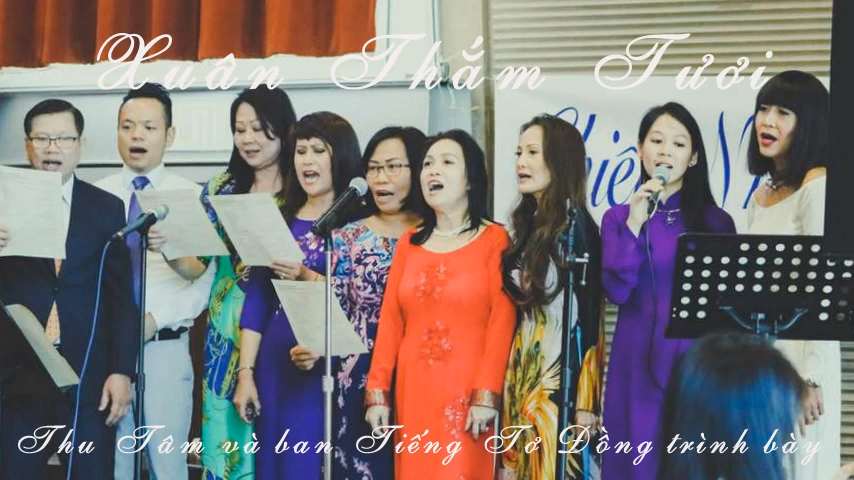 Xuân Thắm Tươi
Thu Tâm và ban Tiếng Tơ Đồng trình bày